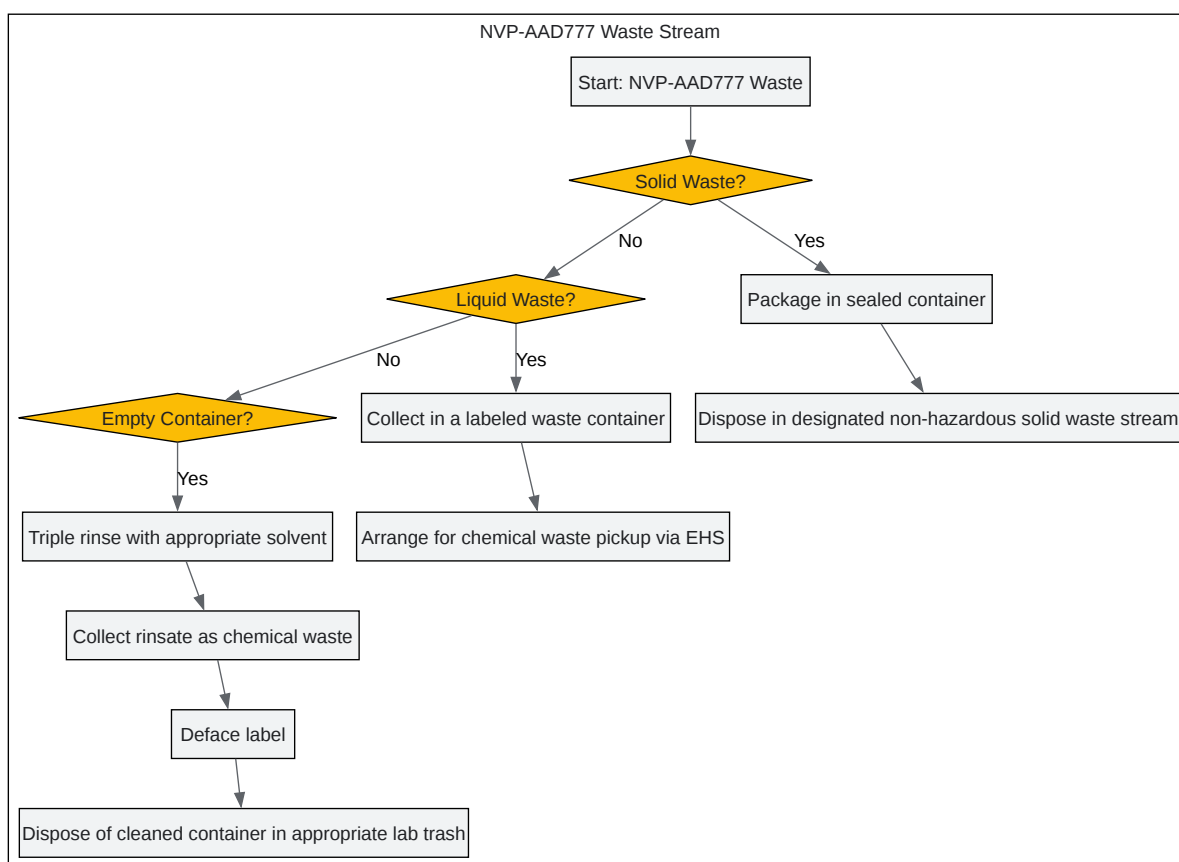 NVP-AAD777 Waste Stream
Start: NVP-AAD777 Waste
Solid Waste?
No
Yes
Liquid Waste?
Package in sealed container
No
Yes
Empty Container?
Collect in a labeled waste container
Dispose in designated non-hazardous solid waste stream
Yes
Triple rinse with appropriate solvent
Arrange for chemical waste pickup via EHS
Collect rinsate as chemical waste
Deface label
Dispose of cleaned container in appropriate lab trash